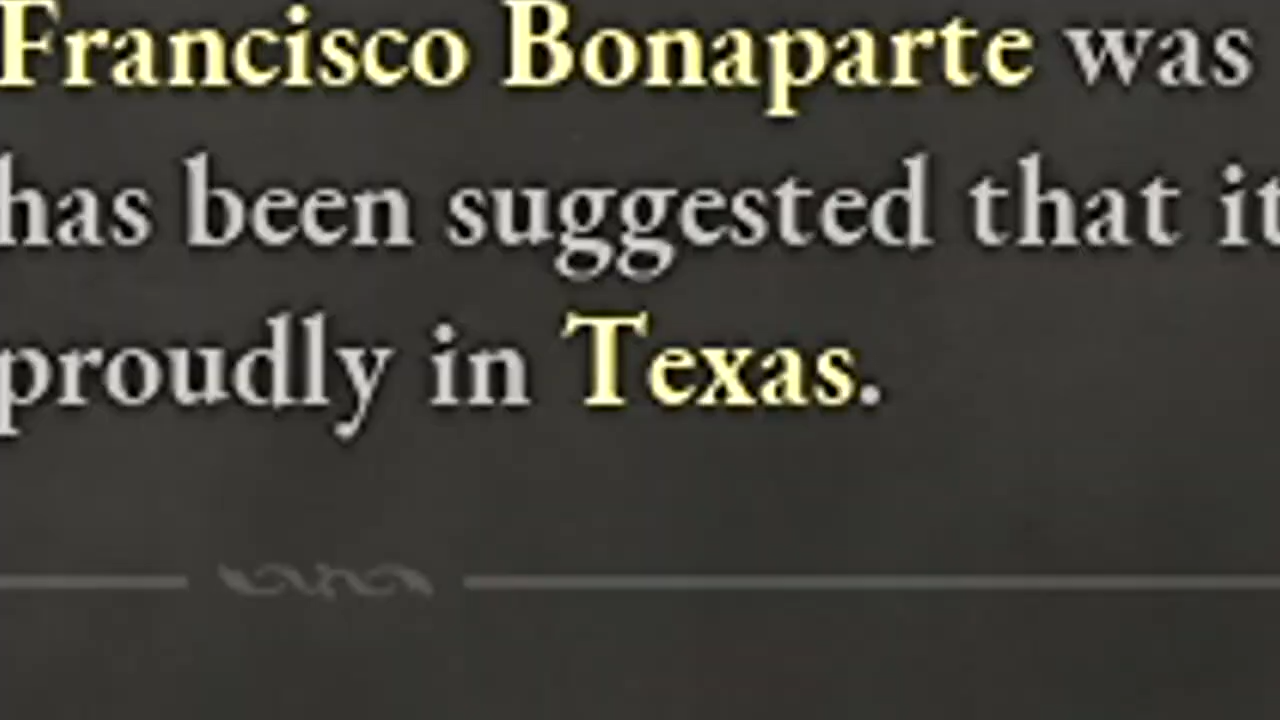 Francisco Bonaparte was
has been suggested that it
proudly in Texas.